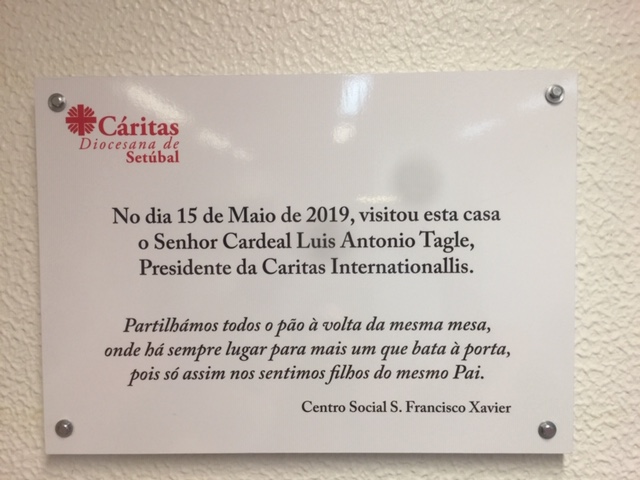 Cáritas
Diocesana de
Setúbal
No dia 15 de Maio de 2019, visitou esta casa
o Senhor Cardeal Luis Antonio Tagle,
Presidente da Caritas Internationallis.
Partilhámos todos o pão à volta da mesma mesa,
onde há sempre lugar para mais um que bata à porta,
pois só assim nos sentimos filhos do mesmo Pai.
Centro Social S. Francisco Xavier